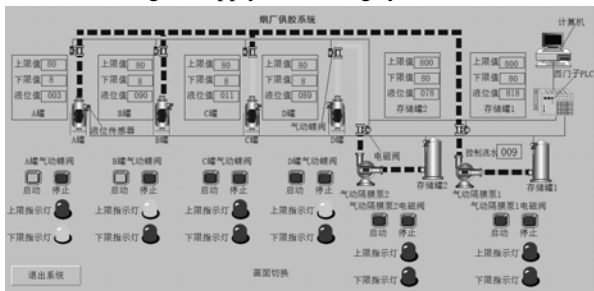 烟厂供胶系统
计算机
西门子PLC
上限值 80
下限值 8
液位值 003
A罐
上限值 80
下限值 8
液位值 090
B罐
上限值 80
下限值 8
液位值 011
C罐
上限值 80
下限值 8
液位值 089
D罐
上限值 800
下限值 80
液位值 078
存储罐2
上限值 800
下限值 80
液位值 818
存储罐1
液位传感器
气动蝶阀
A罐
B罐
C罐
D罐
电磁阀
控制流水 009
气动隔膜泵2
存储罐2
气动隔膜泵1
存储罐1
A罐气动蝶阀
启动 停止
上限指示灯
下限指示灯
B罐气动蝶阀
启动 停止
上限指示灯
下限指示灯
C罐气动蝶阀
启动 停止
上限指示灯
下限指示灯
D罐气动蝶阀
启动 停止
上限指示灯
下限指示灯
气动隔膜泵2电磁阀
启动 停止
上限指示灯
下限指示灯
气动隔膜泵1电磁阀
启动 停止
上限指示灯
下限指示灯
退出系统
画面切换